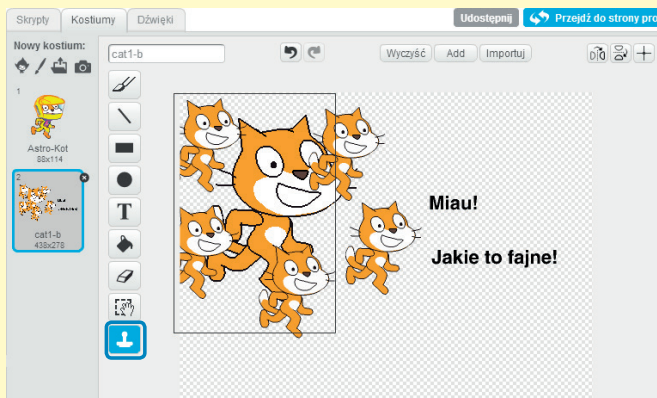 Skrypty Kostiumy Dźwięki Udostępnij Przejdź do strony pro
Nowy kostium:
cat1-b Wyczyść Add Importuj
1
Astro-Kot
88x114
2
cat1-b
438x278
T
Miau!
Jakie to fajne!